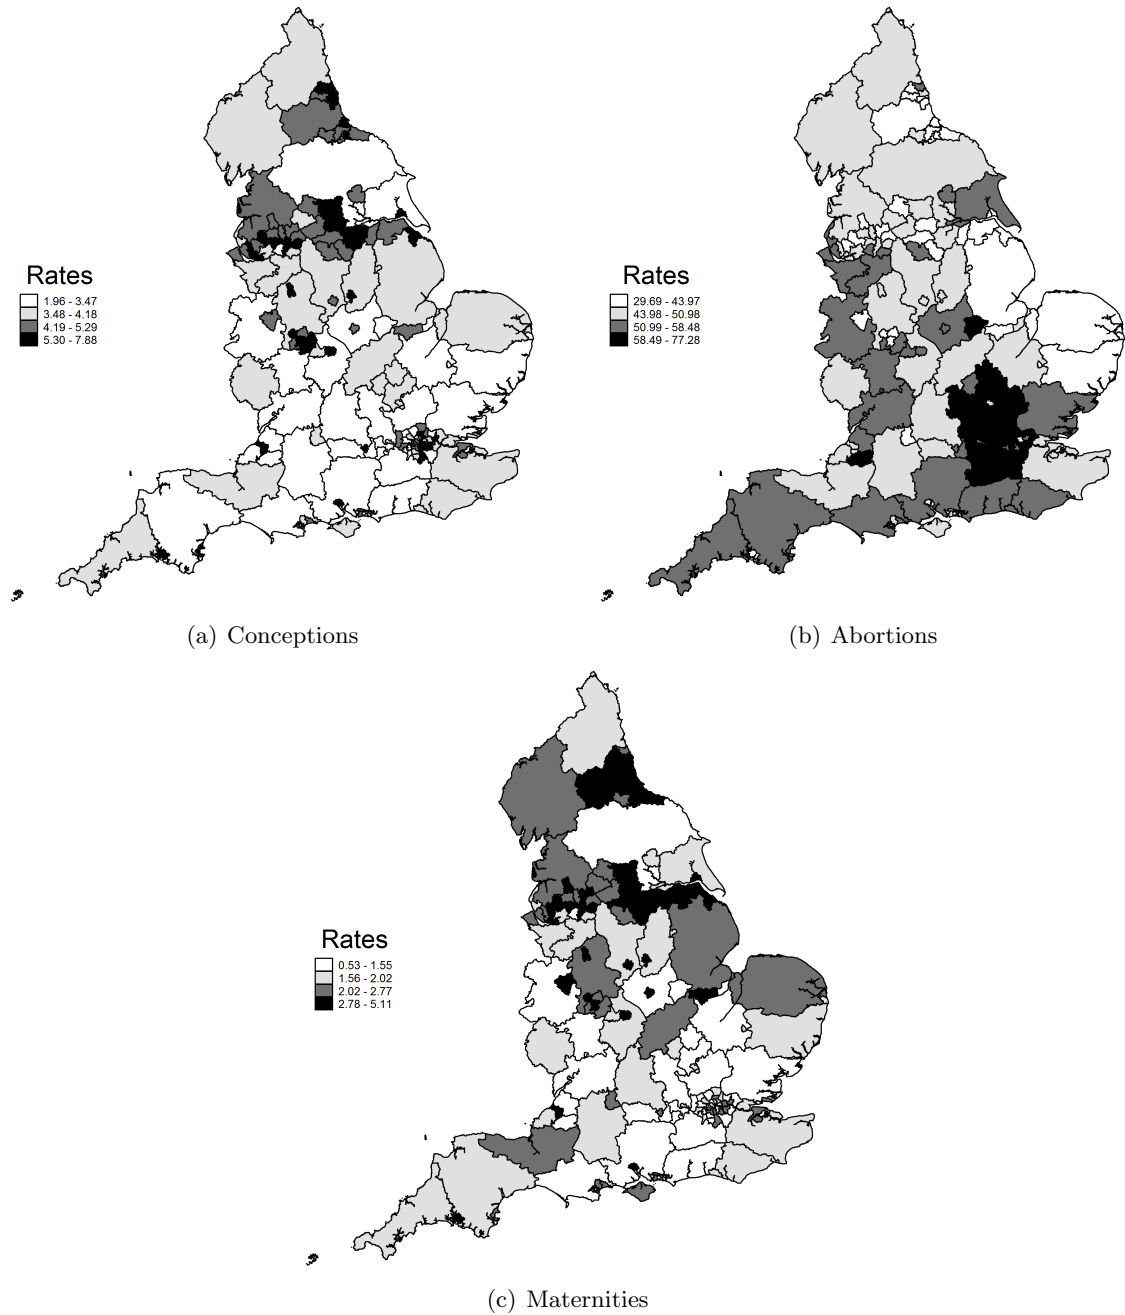 Rates
1.96 - 3.47
3.48 - 4.18
4.19 - 5.29
5.30 - 7.88
Rates
29.69 - 43.97
43.98 - 50.98
50.99 - 58.48
58.49 - 77.28
(a) Conceptions
(b) Abortions
Rates
0.53 - 1.55
1.56 - 2.02
2.02 - 2.77
2.78 - 5.11
(c) Maternities